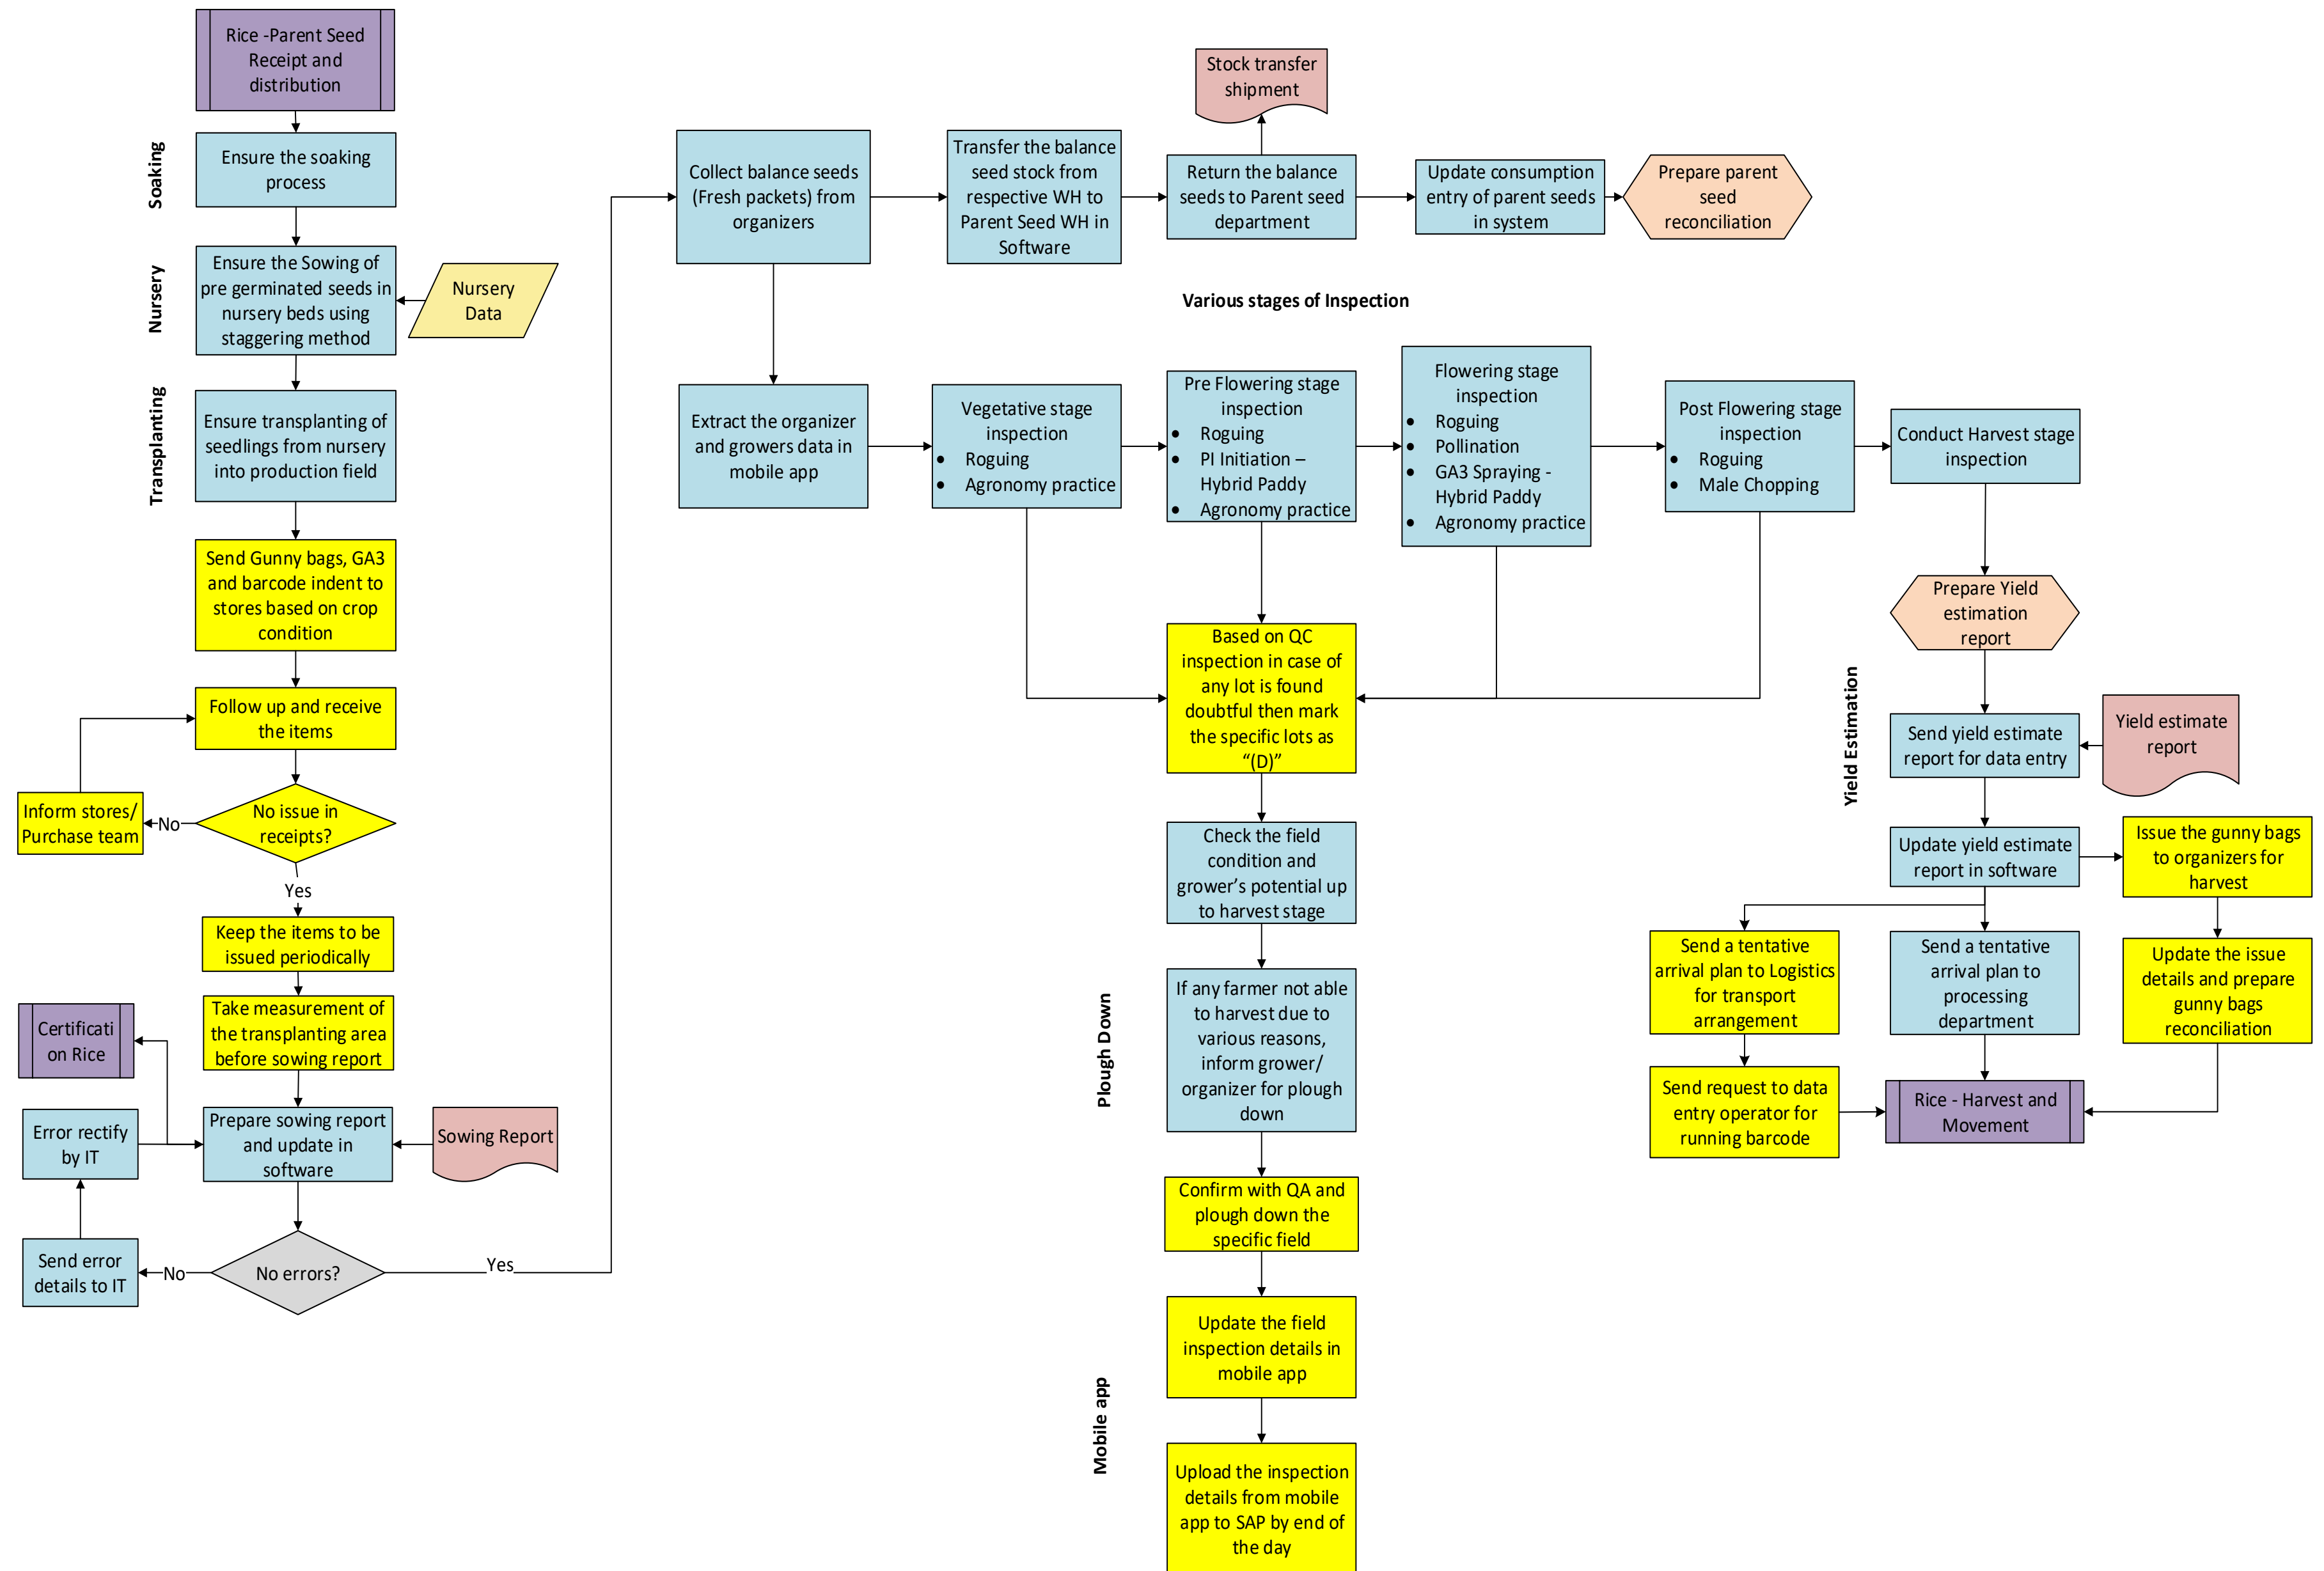 Rice -Parent Seed
Receipt and
distribution
Soaking
Ensure the soaking
process
Nursery
Ensure the Sowing of
pre germinated seeds in
nursery beds using
staggering method
Nursery
Data
Transplanting
Ensure transplanting of
seedlings from nursery
into production field
Send Gunny bags, GA3
and barcode indent to
stores based on crop
condition
Follow up and receive
the items
Inform stores/
Purchase team
No
No issue in
receipts?
Yes
Keep the items to be
issued periodically
Take measurement of
the transplanting area
before sowing report
Certificati
on Rice
Error rectify
by IT
Prepare sowing report
and update in
software
Sowing Report
Send error
details to IT
No
No errors?
Yes
Collect balance seeds
(Fresh packets) from
organizers
Transfer the balance
seed stock from
respective WH to
Parent Seed WH in
Software
Stock transfer
shipment
Return the balance
seeds to Parent seed
department
Update consumption
entry of parent seeds
in system
Prepare parent
seed
reconciliation
Various stages of Inspection
Extract the organizer
and growers data in
mobile app
Vegetative stage
inspection
• Roguing
• Agronomy practice
Pre Flowering stage
inspection
• Roguing
• PI Initiation –
Hybrid Paddy
• Agronomy practice
Flowering stage
inspection
• Roguing
• Pollination
• GA3 Spraying -
Hybrid Paddy
• Agronomy practice
Post Flowering stage
inspection
• Roguing
• Male Chopping
Conduct Harvest stage
inspection
Based on QC
inspection in case of
any lot is found
doubtful then mark
the specific lots as
“(D)”
Check the field
condition and
grower’s potential up
to harvest stage
Plough Down
If any farmer not able
to harvest due to
various reasons,
inform grower/
organizer for plough
down
Confirm with QA and
plough down the
specific field
Mobile app
Update the field
inspection details in
mobile app
Upload the inspection
details from mobile
app to SAP by end of
the day
Prepare Yield
estimation
report
Yield Estimation
Send yield estimate
report for data entry
Yield estimate
report
Update yield estimate
report in software
Issue the gunny bags
to organizers for
harvest
Send a tentative
arrival plan to Logistics
for transport
arrangement
Send a tentative
arrival plan to
processing
department
Update the issue
details and prepare
gunny bags
reconciliation
Send request to data
entry operator for
running barcode
Rice - Harvest and
Movement